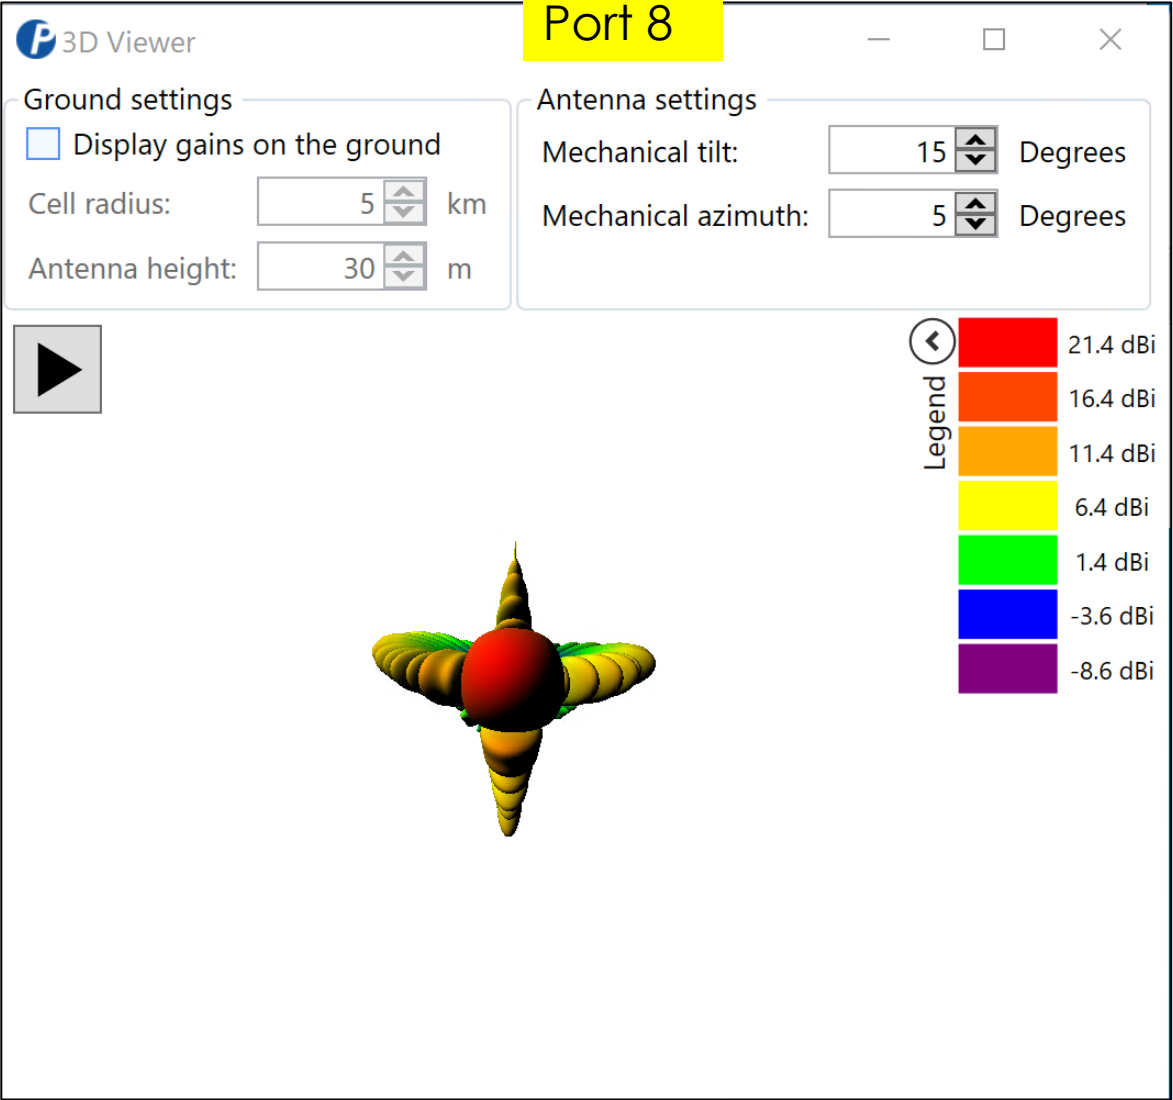 Port 8
3D Viewer
Ground settings
Display gains on the ground
Cell radius: 5 km
Antenna height: 30 m
Antenna settings
Mechanical tilt: 15 Degrees
Mechanical azimuth: 5 Degrees
Legend
21.4 dBi
16.4 dBi
11.4 dBi
6.4 dBi
1.4 dBi
-3.6 dBi
-8.6 dBi